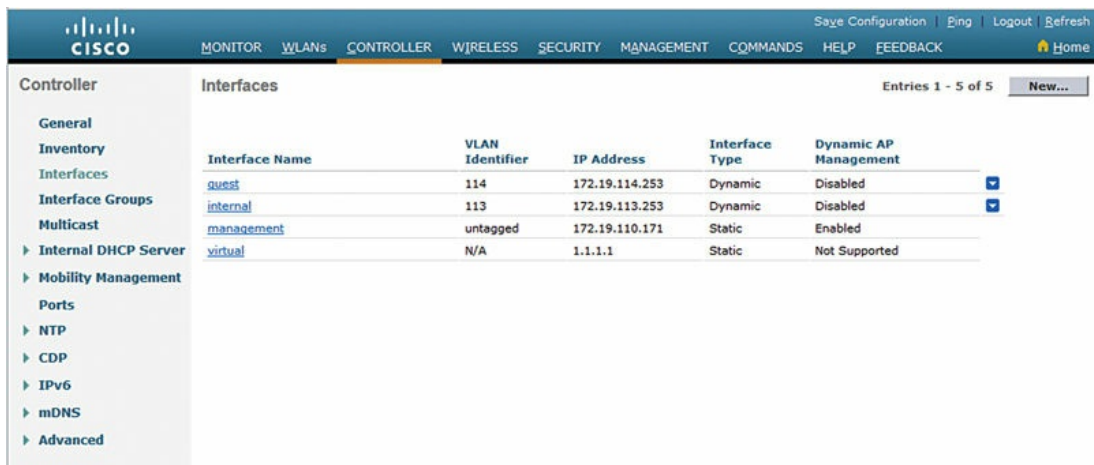 Save Configuration | Ping | Logout | Refresh
CISCO MONITOR WLANs CONTROLLER WIRELESS SECURITY MANAGEMENT COMMANDS HELP FEEDBACK Home
Controller
General
Inventory
Interfaces
Interface Groups
Multicast
Internal DHCP Server
Mobility Management
Ports
NTP
CDP
IPv6
mDNS
Advanced
Interfaces Entries 1 - 5 of 5 New...
Interface Name VLAN Identifier IP Address Interface Type Dynamic AP Management
guest 114 172.19.114.253 Dynamic Disabled
internal 113 172.19.113.253 Dynamic Disabled
management untagged 172.19.110.171 Static Enabled
virtual N/A 1.1.1.1 Static Not Supported